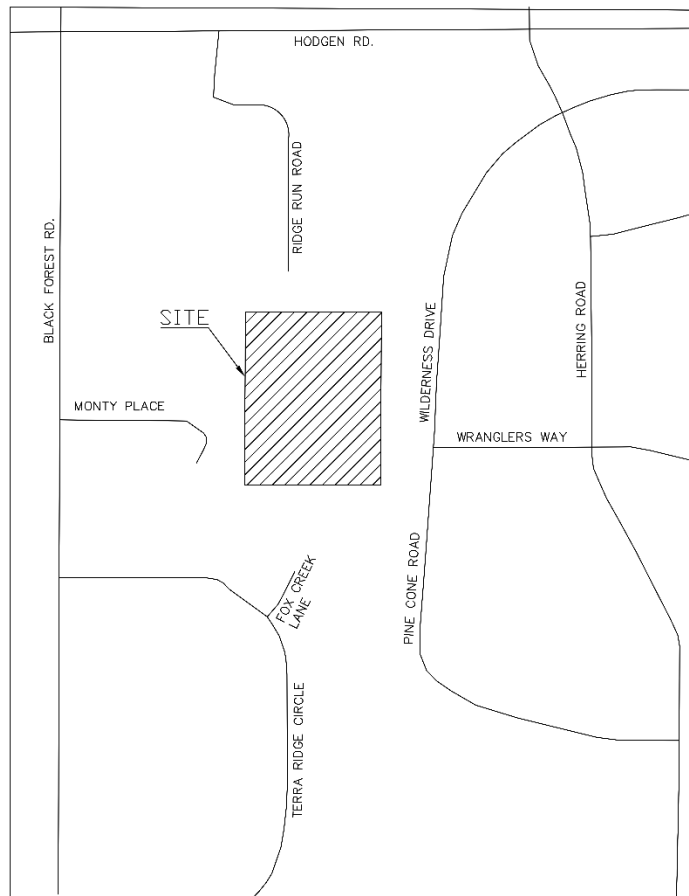 HODGEN RD.
RIDGE RUN ROAD
BLACK FOREST RD.
SITE
WILDERNESS DRIVE
HERRING ROAD
MONTY PLACE
WRANGLERS WAY
PINE CONE ROAD
FOX CREEK
LANE
TERRA RIDGE CIRCLE